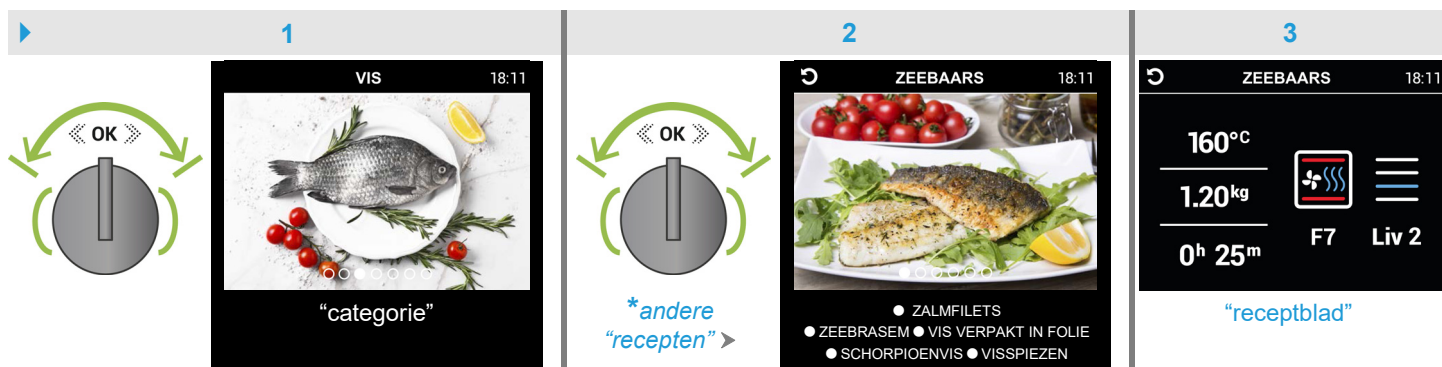 1
2
3
OK
VIS 18:11
“categorie”
OK
*andere
“recepten” ➤
ZEEBAARS 18:11
● ZALMFILETS
● ZEEBRASEM ● VIS VERPAKT IN FOLIE
● SCHORPIOENVIS ● VISSPIEZEN
ZEEBAARS 18:11
160°C
1.20kg
0h 25m
F7 Liv 2
“receptblad”